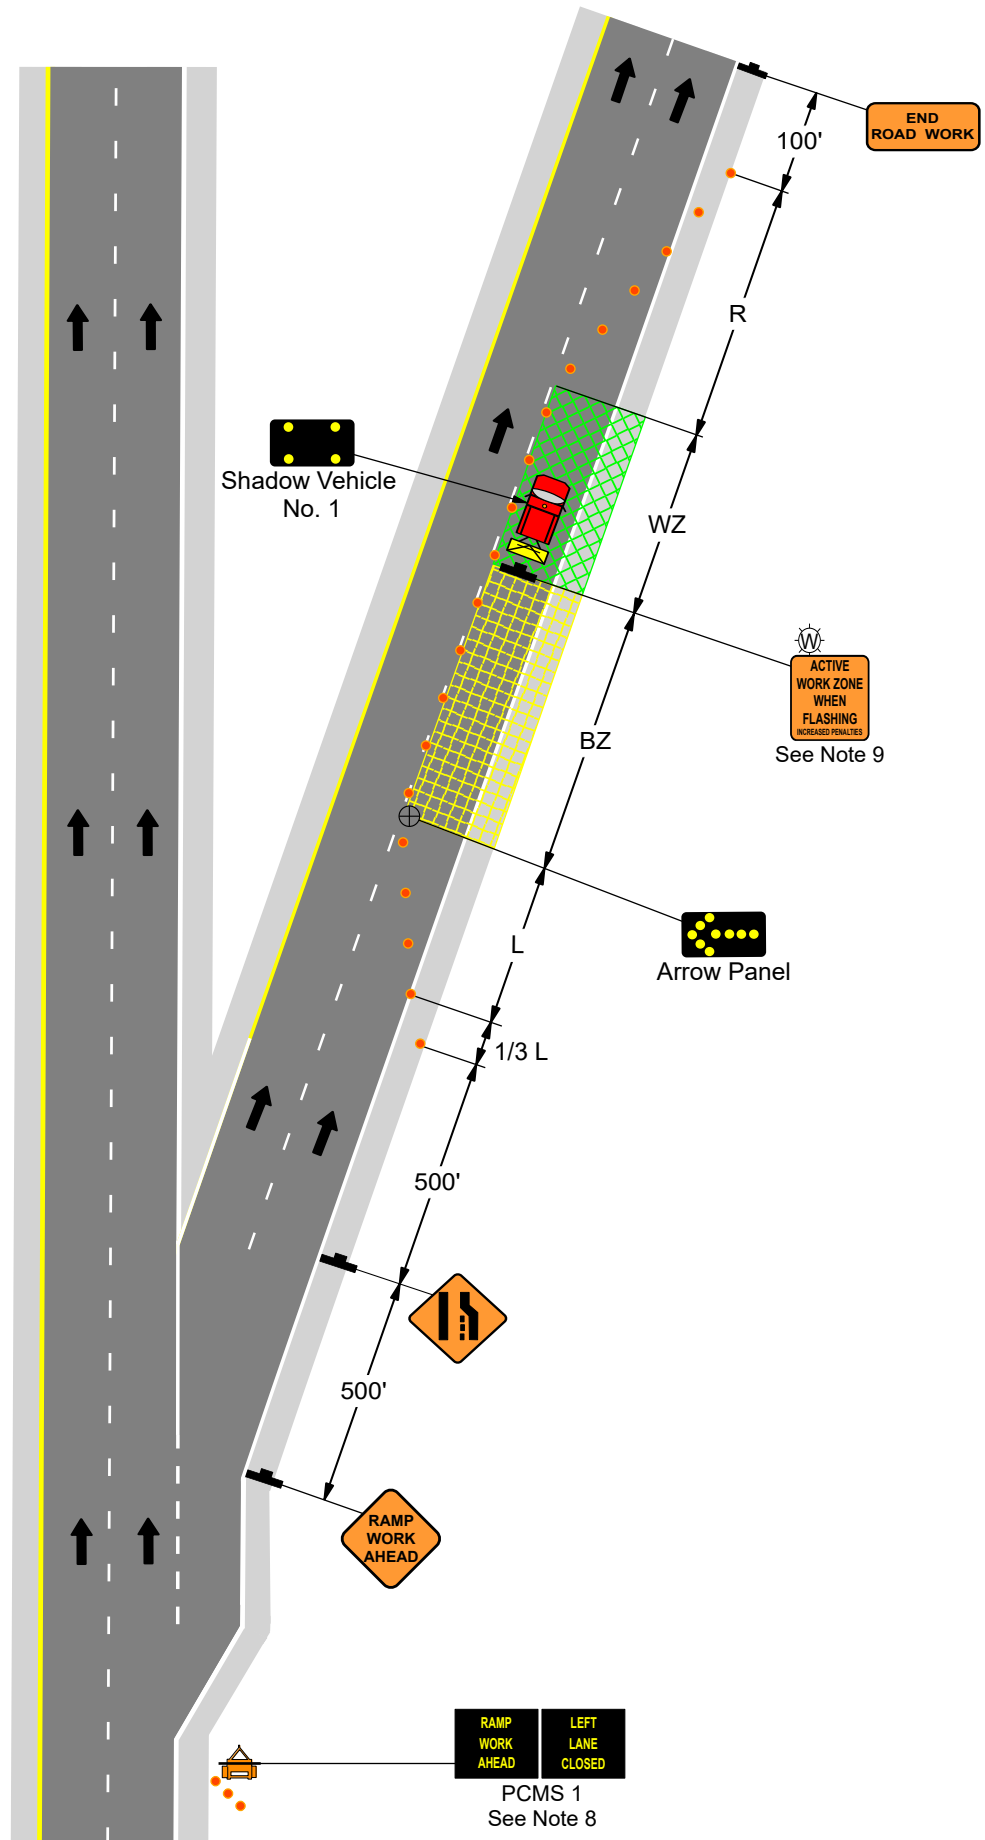 END
ROAD WORK
100'
R
Shadow Vehicle
No. 1
WZ
W
ACTIVE
WORK ZONE
WHEN
FLASHING
INCREASED PENALTIES
See Note 9
BZ
Arrow Panel
L
1/3 L
500'
500'
RAMP
WORK
AHEAD
RAMP
WORK
AHEAD
LEFT
LANE
CLOSED
PCMS 1
See Note 8